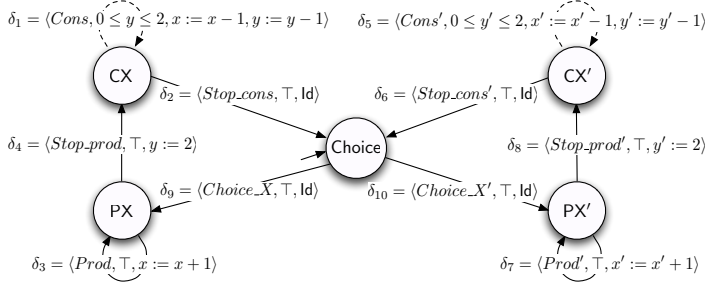 δ₁ = ⟨Cons, 0 ≤ y ≤ 2, x := x − 1, y := y − 1⟩
δ₅ = ⟨Cons′, 0 ≤ y′ ≤ 2, x′ := x′ − 1, y′ := y′ − 1⟩
CX
CX′
δ₂ = ⟨Stop_cons, ⊤, Id⟩
δ₆ = ⟨Stop_cons′, ⊤, Id⟩
δ₄ = ⟨Stop_prod, ⊤, y := 2⟩
Choice
δ₈ = ⟨Stop_prod′, ⊤, y′ := 2⟩
δ₉ = ⟨Choice_X, ⊤, Id⟩
δ₁₀ = ⟨Choice_X′, ⊤, Id⟩
PX
PX′
δ₃ = ⟨Prod, ⊤, x := x + 1⟩
δ₇ = ⟨Prod′, ⊤, x′ := x′ + 1⟩